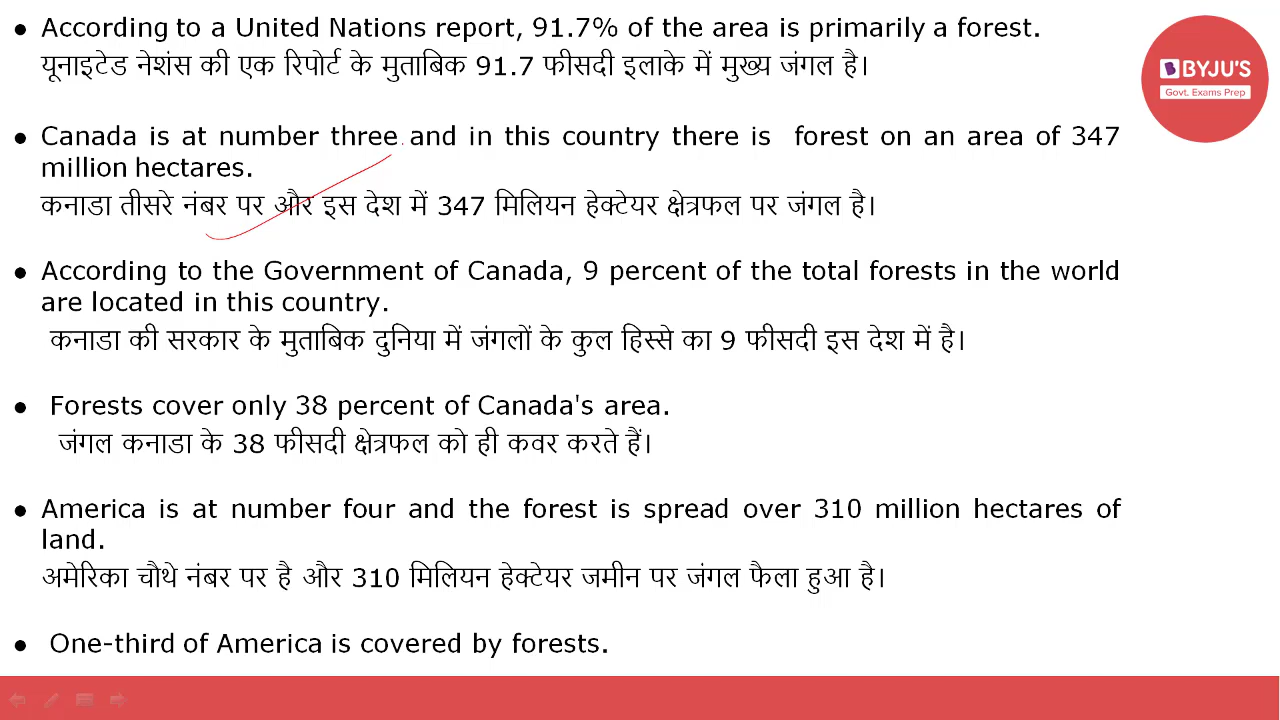 • According to a United Nations report, 91.7% of the area is primarily a forest.
यूनाइटेड नेशंस की एक रिपोर्ट के मुताबिक 91.7 फीसदी इलाके में मुख्य जंगल है।
• Canada is at number three and in this country there is forest on an area of 347
million hectares.
कनाडा तीसरे नंबर पर और इस देश में 347 मिलियन हेक्टेयर क्षेत्रफल पर जंगल है।
• According to the Government of Canada, 9 percent of the total forests in the world
are located in this country.
कनाडा की सरकार के मुताबिक दुनिया में जंगलों के कुल हिस्से का 9 फीसदी इस देश में है।
• Forests cover only 38 percent of Canada's area.
जंगल कनाडा के 38 फीसदी क्षेत्रफल को ही कवर करते हैं।
• America is at number four and the forest is spread over 310 million hectares of
land.
अमेरिका चौथे नंबर पर है और 310 मिलियन हेक्टेयर जमीन पर जंगल फैला हुआ है।
• One-third of America is covered by forests.
BYJU'S
Govt. Exams Prep